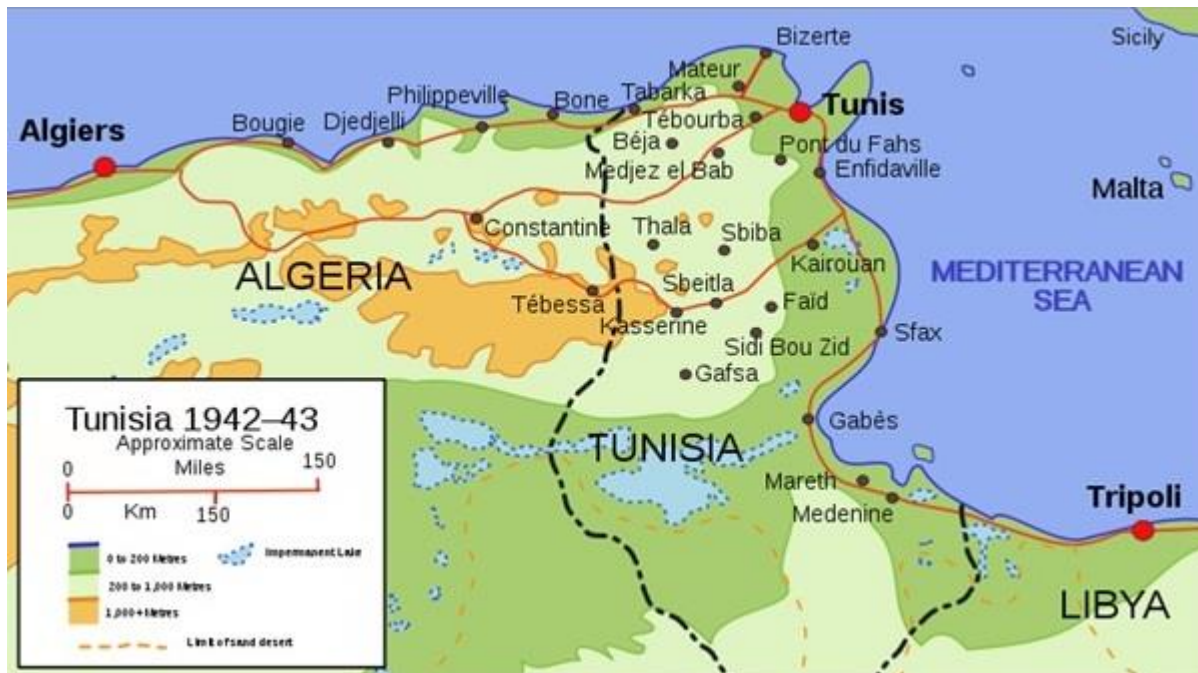 Bizerte
Sicily
Mateur
Philippeville
Bone
Tabarka
Tunis
Algiers
Bougie
Djedjelli
Tébourba
Béja
Pont du Fahs
Medjez el Bab
Enfidaville
Malta
Constantine
Thala
Sbiba
Kairouan
ALGERIA
MEDITERRANEAN
SEA
Tébessa
Sbeitla
Faïd
Kasserine
Sidi Bou Zid
Sfax
Gafsa
Tunisia 1942–43
Approximate Scale
0 Miles 150
0 Km 150
0 to 200 Metres
Impermanent Lake
200 to 1,000 Metres
1,000+ Metres
Limit of sand desert
Gabès
TUNISIA
Mareth
Medenine
Tripoli
LIBYA